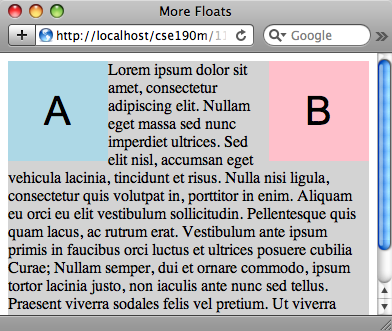 More Floats
http://localhost/cse190m/
Google
A
B
Lorem ipsum dolor sit
amet, consectetur
adipiscing elit. Nullam
eget massa sed nunc
imperdiet ultrices. Sed
elit nisl, accumsan eget
vehicula lacinia, tincidunt et risus. Nulla nisi ligula,
consectetur quis volutpat in, porttitor in enim. Aliquam
eu orci eu elit vestibulum sollicitudin. Pellentesque quis
quam lacus, ac rutrum erat. Vestibulum ante ipsum
primis in faucibus orci luctus et ultrices posuere cubilia
Curae; Nullam semper, dui et ornare commodo, ipsum
tortor lacinia justo, non iaculis ante nunc sed tellus.
Praesent viverra sodales felis vel pretium. Ut viverra